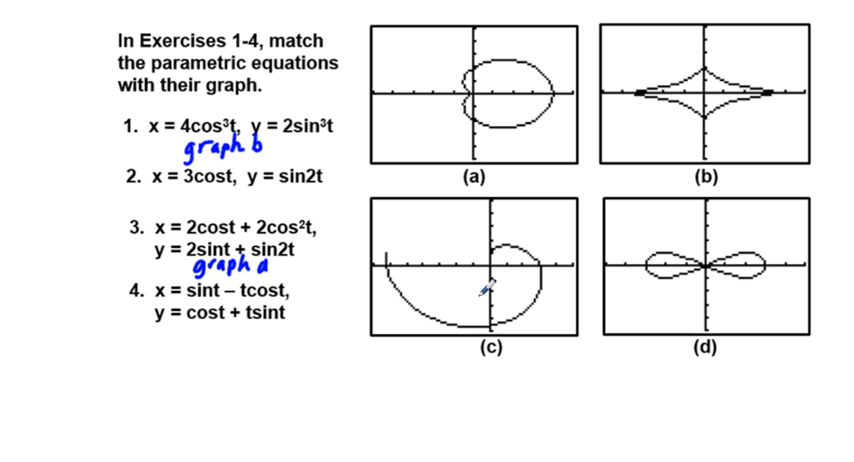 In Exercises 1-4, match
the parametric equations
with their graph.
1. x = 4cos³t, y = 2sin³t
graph b
2. x = 3cost, y = sin2t
3. x = 2cost + 2cos²t,
y = 2sint + sin2t
graph a
4. x = sint – tcost,
y = cost + tsint
(a)
(b)
(c)
(d)